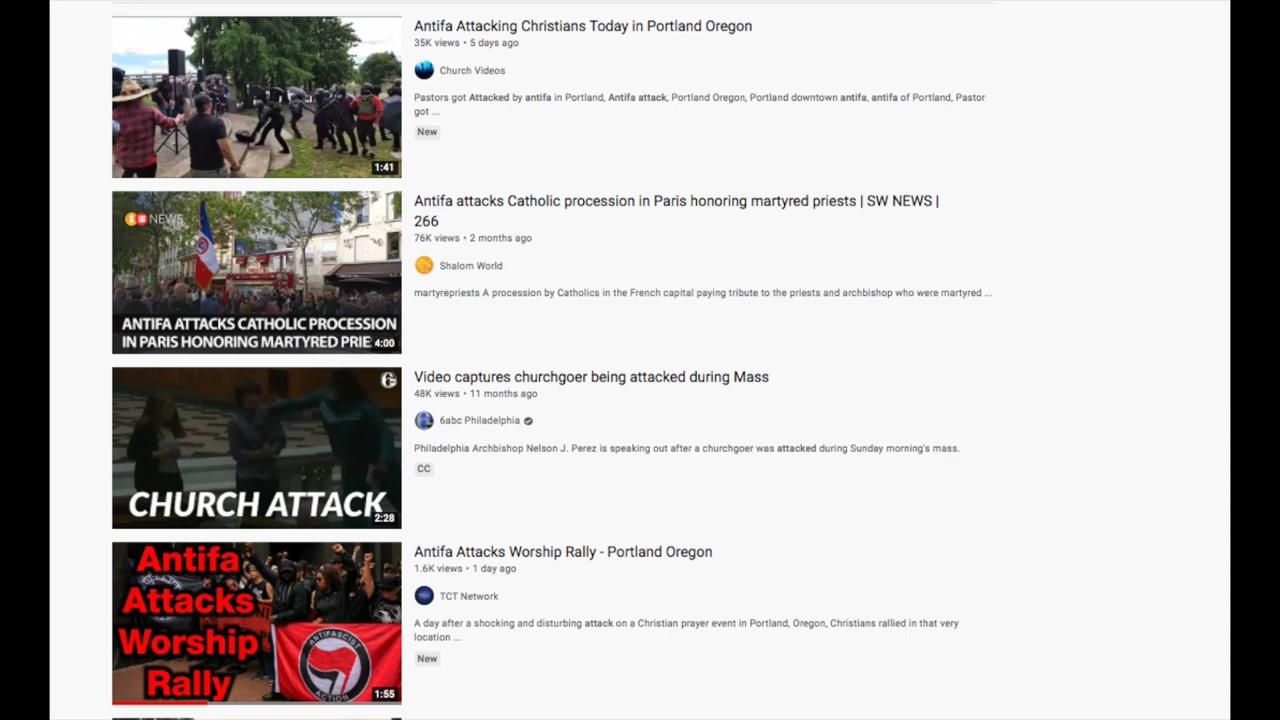 Antifa Attacking Christians Today in Portland Oregon
35K views • 5 days ago
Church Videos
Pastors got Attacked by antifa in Portland, Antifa attack, Portland Oregon, Portland downtown antifa, antifa of Portland, Pastor
got ...
New
1:41
SW NEWS
ANTIFA ATTACKS CATHOLIC PROCESSION
IN PARIS HONORING MARTYRED PRIE
4:00
Antifa attacks Catholic procession in Paris honoring martyred priests | SW NEWS |
266
76K views • 2 months ago
Shalom World
martyrepriests A procession by Catholics in the French capital paying tribute to the priests and archbishop who were martyred ...
CHURCH ATTACK
2:28
Video captures churchgoer being attacked during Mass
48K views • 11 months ago
6abc Philadelphia
Philadelphia Archbishop Nelson J. Perez is speaking out after a churchgoer was attacked during Sunday morning's mass.
CC
Antifa
Attacks
Worship
Rally
ANTIFASCIST
ACTION
1:55
Antifa Attacks Worship Rally - Portland Oregon
1.6K views • 1 day ago
TCT Network
A day after a shocking and disturbing attack on a Christian prayer event in Portland, Oregon, Christians rallied in that very
location ...
New